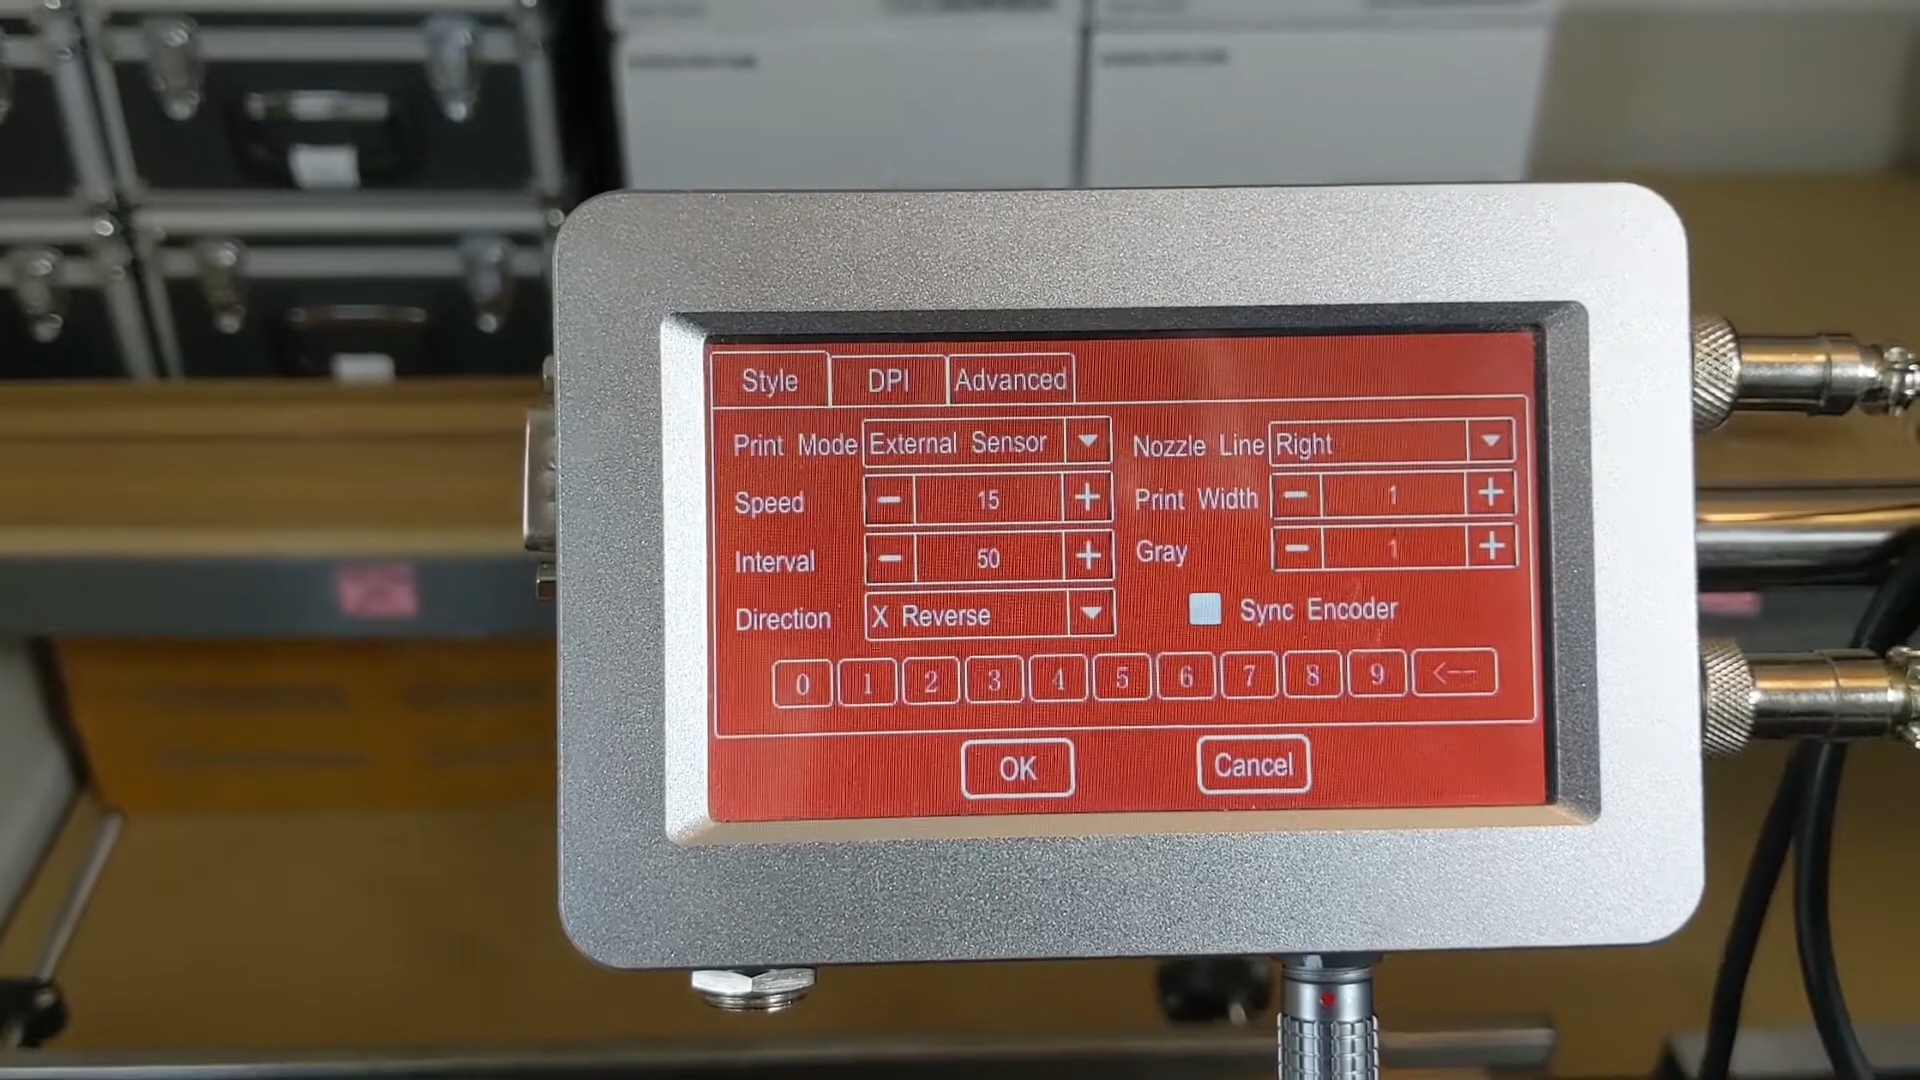 Style DPI Advanced
Print Mode External Sensor Nozzle Line Right
Speed − 15 + Print Width − 1 +
Interval − 50 + Gray − 1 +
Direction X Reverse Sync Encoder
0 1 2 3 4 5 6 7 8 9 <--
OK Cancel